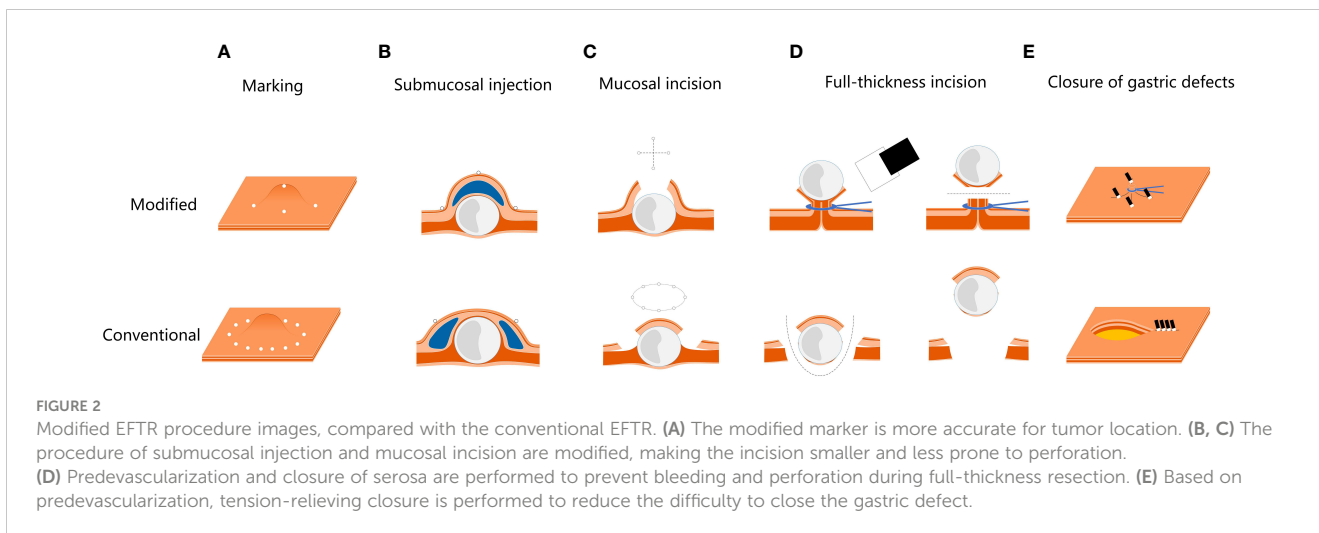 A
B
C
D
E
Marking
Submucosal injection
Mucosal incision
Full-thickness incision
Closure of gastric defects
Modified
Conventional
FIGURE 2
Modified EFTR procedure images, compared with the conventional EFTR. (A) The modified marker is more accurate for tumor location. (B, C) The
procedure of submucosal injection and mucosal incision are modified, making the incision smaller and less prone to perforation.
(D) Predevascularization and closure of serosa are performed to prevent bleeding and perforation during full-thickness resection. (E) Based on
predevascularization, tension-relieving closure is performed to reduce the difficulty to close the gastric defect.